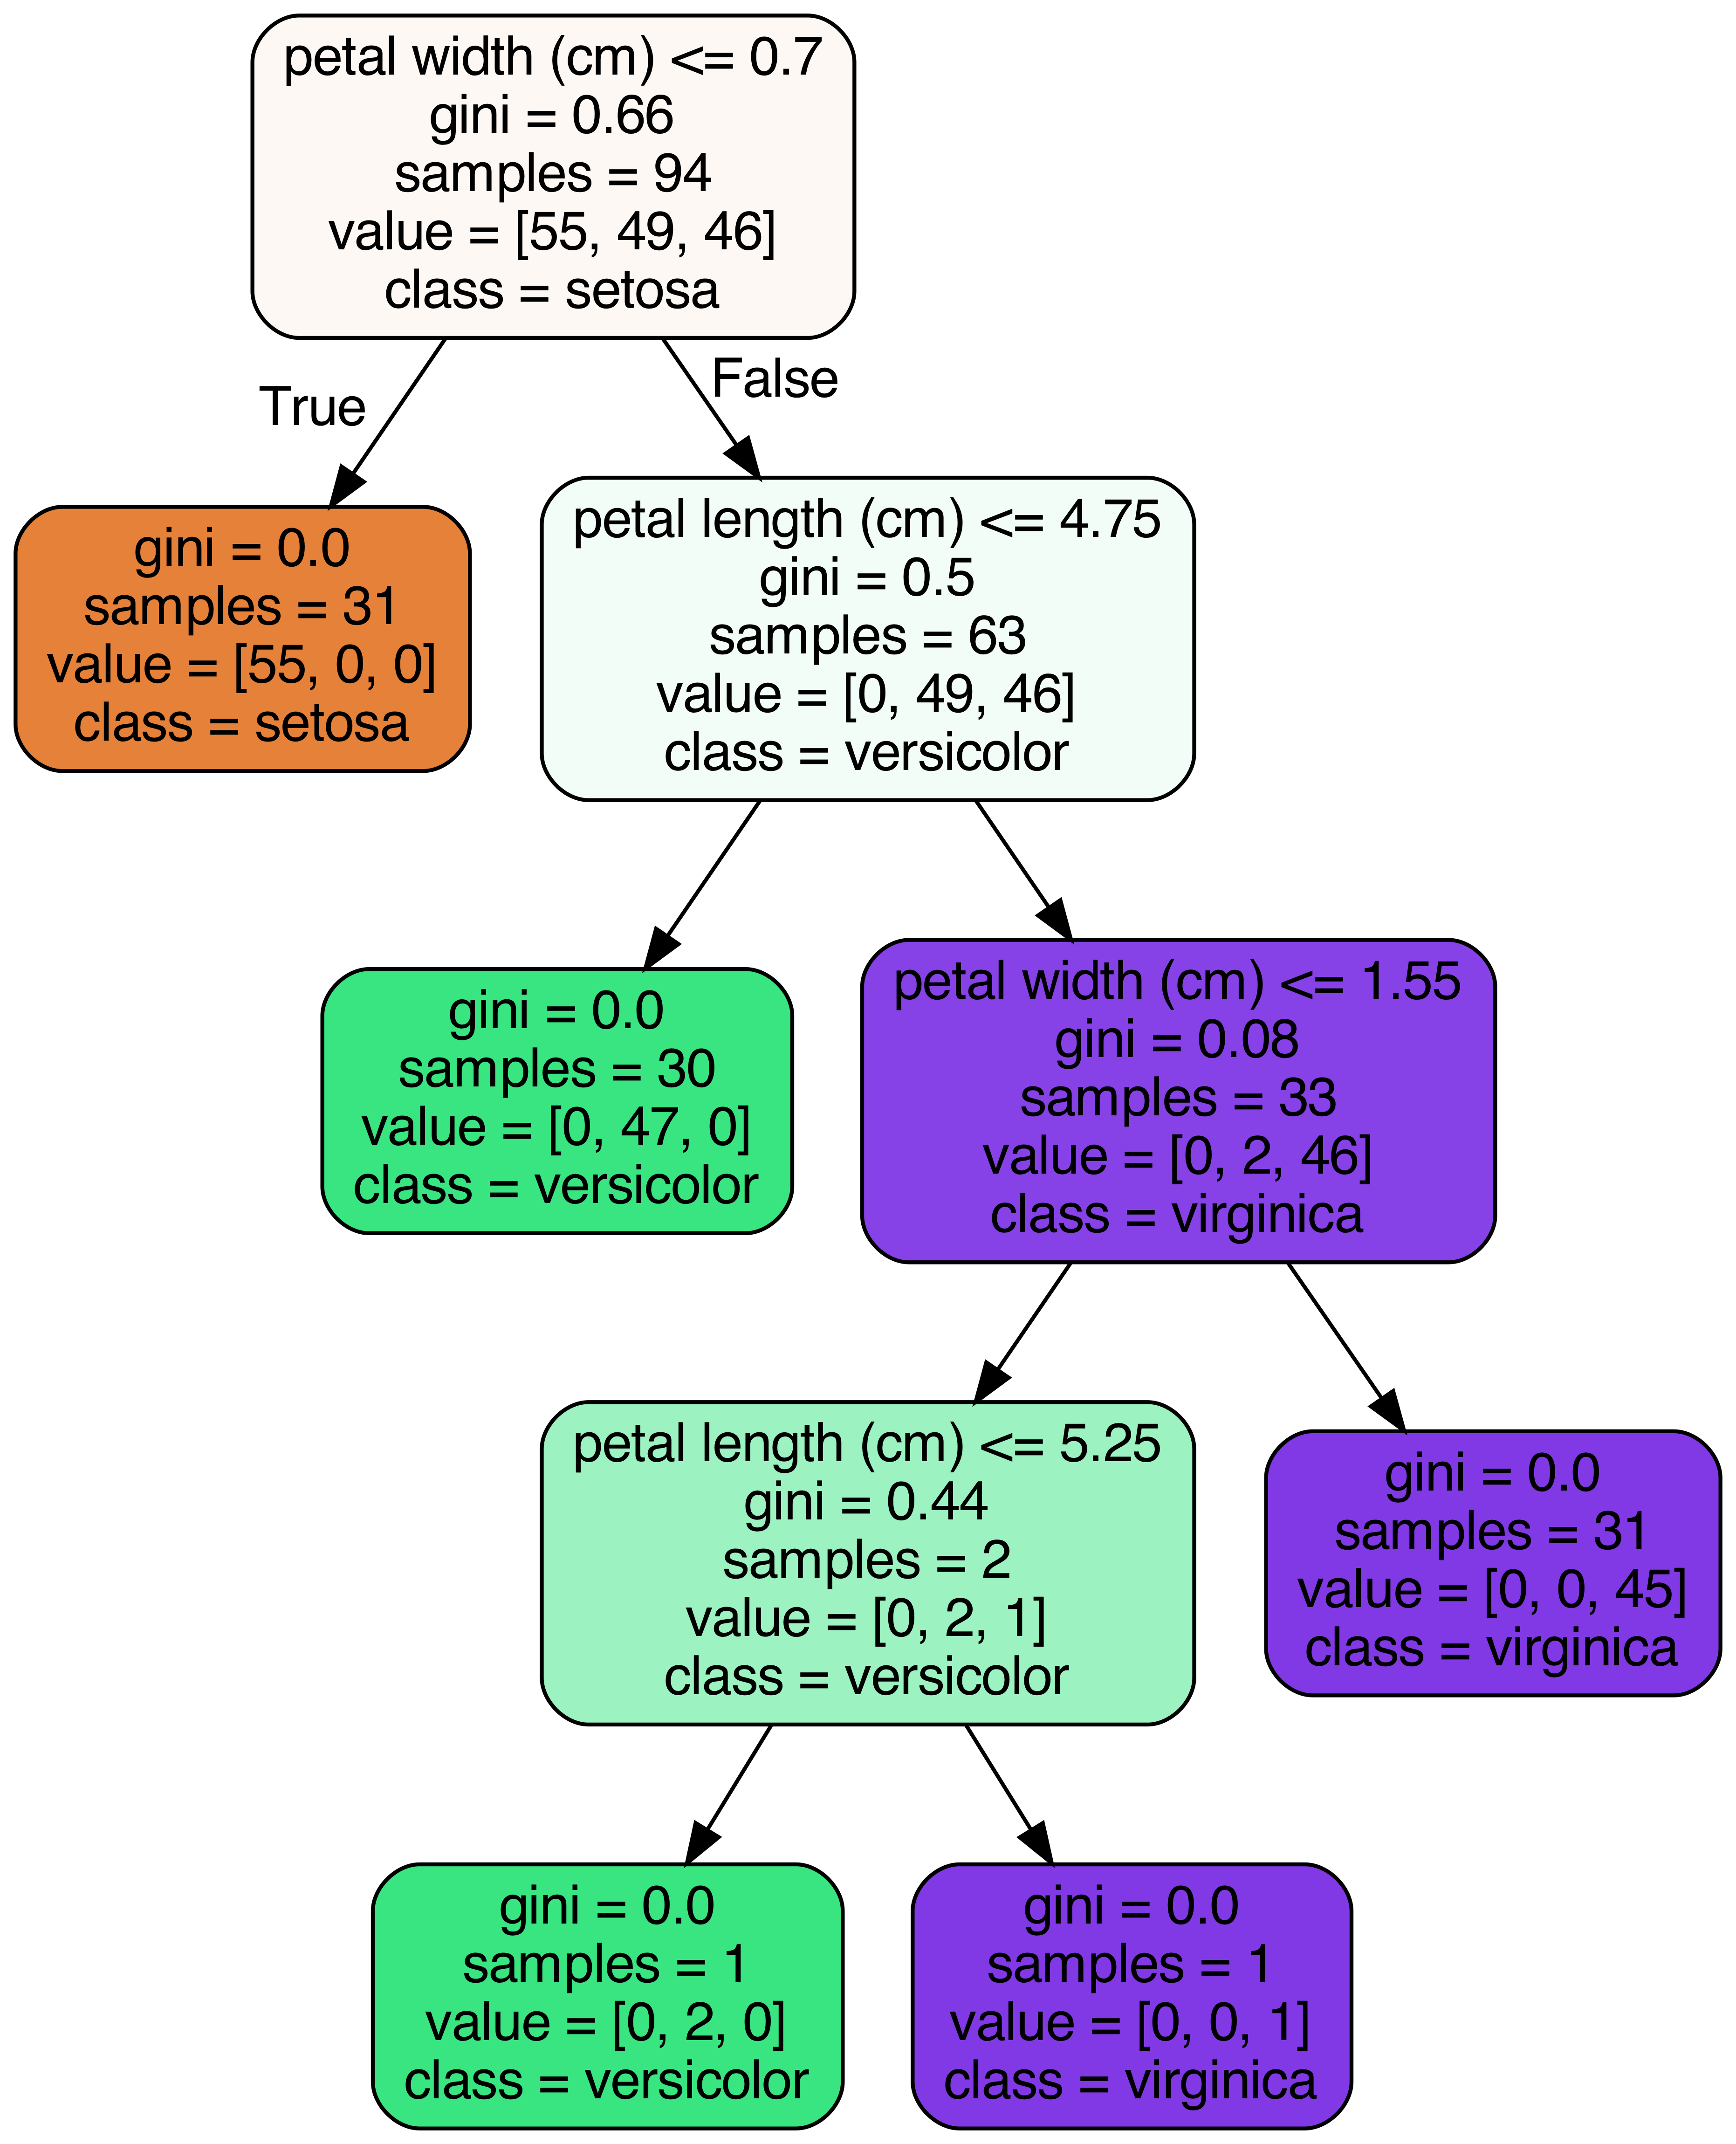 petal width (cm) <= 0.7
gini = 0.66
samples = 94
value = [55, 49, 46]
class = setosa
True
False
gini = 0.0
samples = 31
value = [55, 0, 0]
class = setosa
petal length (cm) <= 4.75
gini = 0.5
samples = 63
value = [0, 49, 46]
class = versicolor
gini = 0.0
samples = 30
value = [0, 47, 0]
class = versicolor
petal width (cm) <= 1.55
gini = 0.08
samples = 33
value = [0, 2, 46]
class = virginica
petal length (cm) <= 5.25
gini = 0.44
samples = 2
value = [0, 2, 1]
class = versicolor
gini = 0.0
samples = 31
value = [0, 0, 45]
class = virginica
gini = 0.0
samples = 1
value = [0, 2, 0]
class = versicolor
gini = 0.0
samples = 1
value = [0, 0, 1]
class = virginica